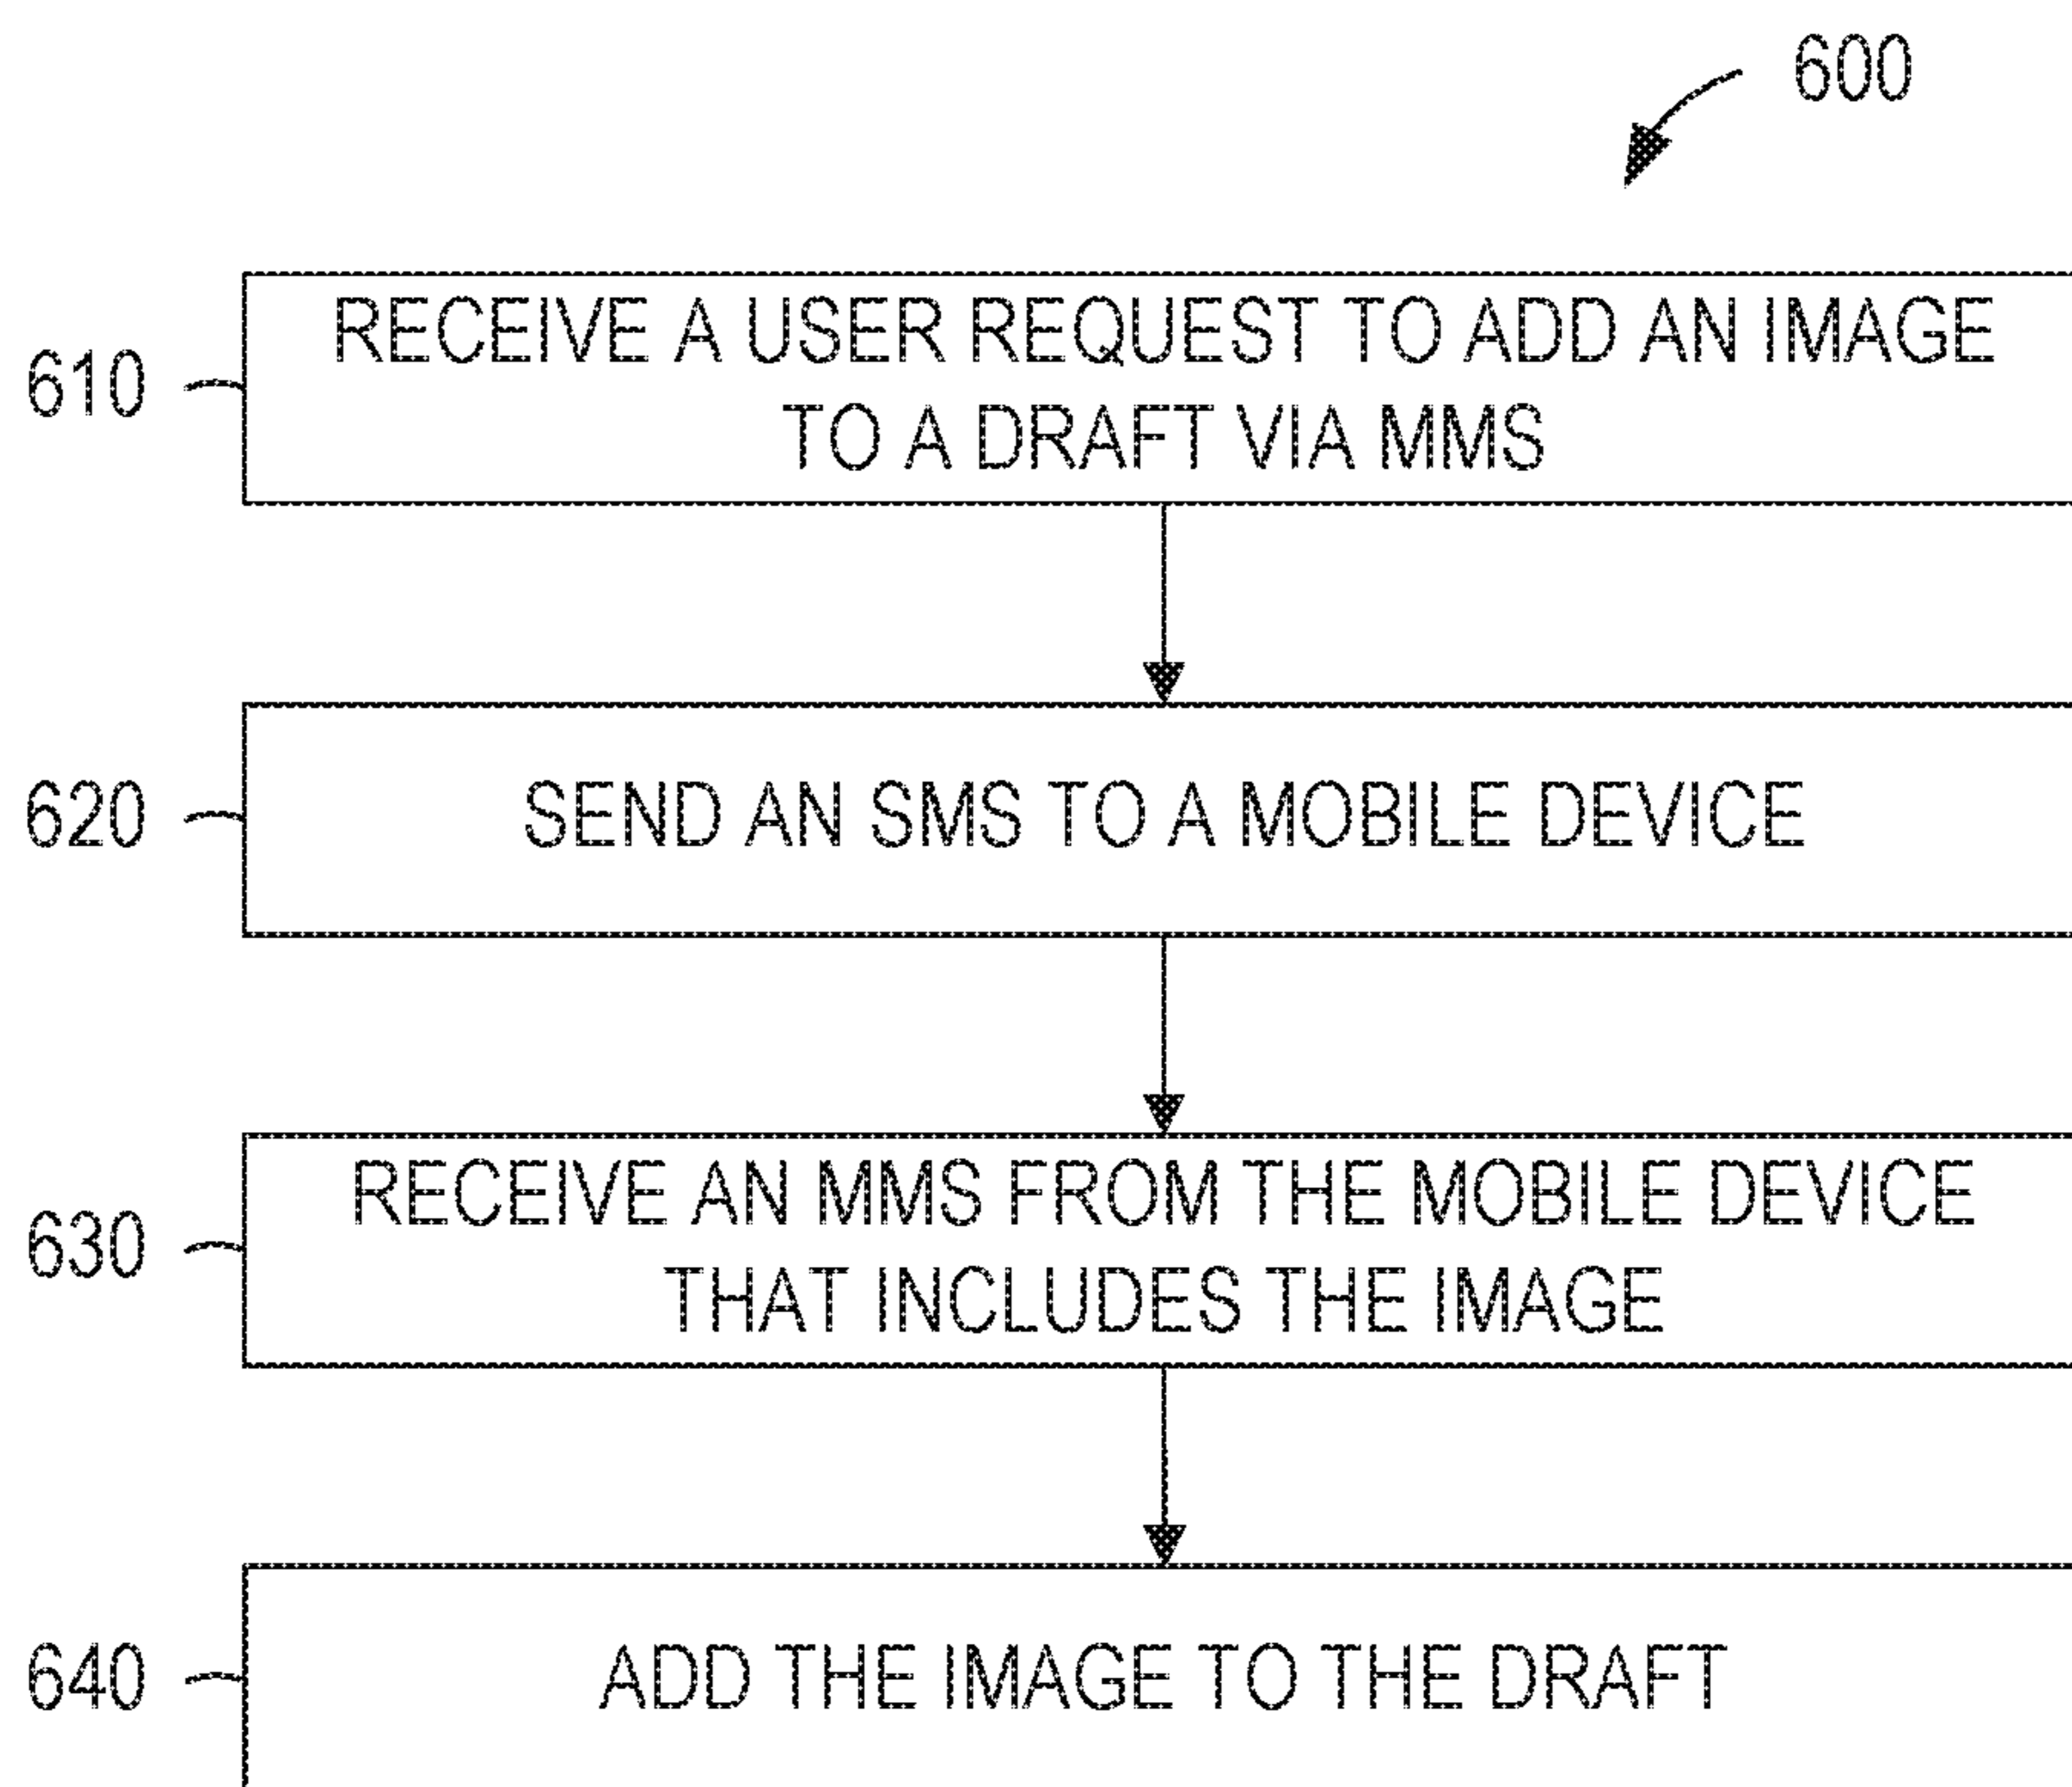 600
610
RECEIVE A USER REQUEST TO ADD AN IMAGE
TO A DRAFT VIA MMS
620
SEND AN SMS TO A MOBILE DEVICE
630
RECEIVE AN MMS FROM THE MOBILE DEVICE
THAT INCLUDES THE IMAGE
640
ADD THE IMAGE TO THE DRAFT